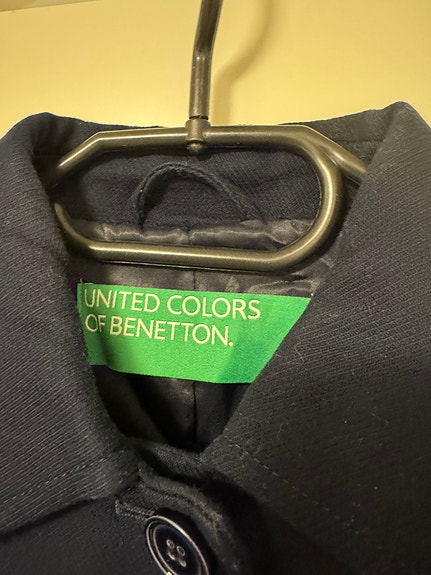 UNITED COLORS
OF BENETTON.